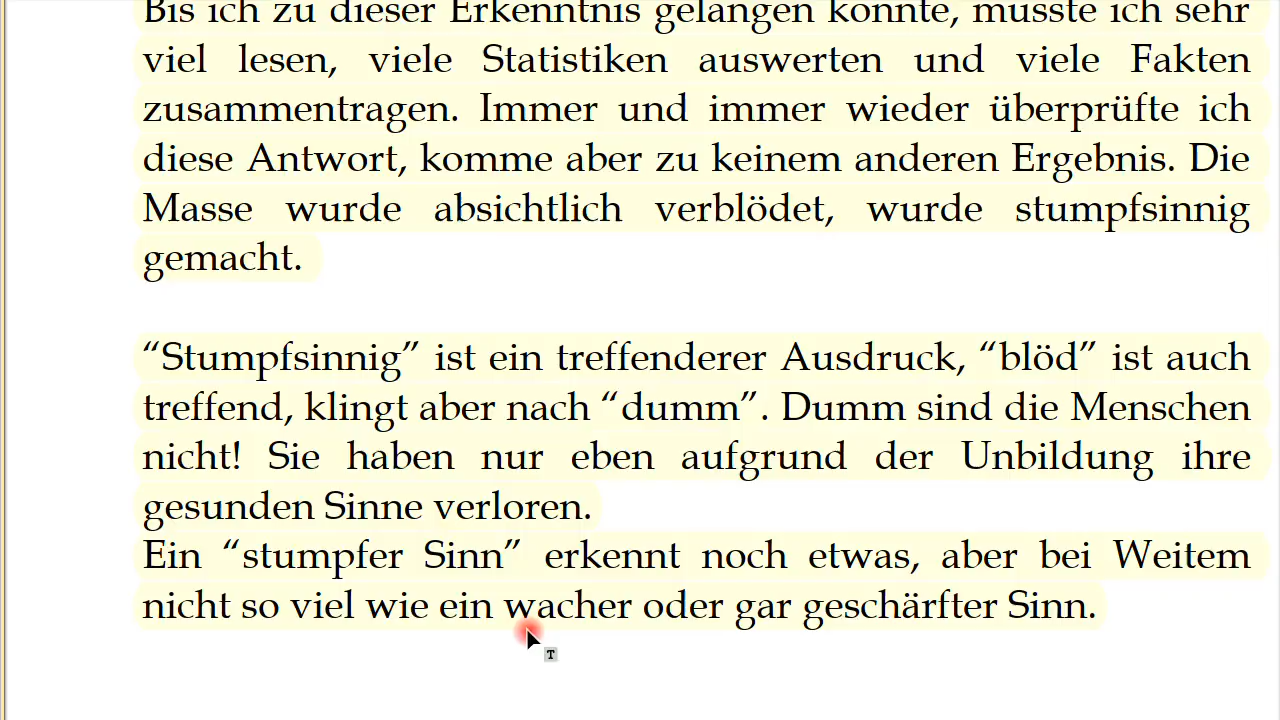 Bis ich zu dieser Erkenntnis gelangen konnte, musste ich sehr
viel lesen, viele Statistiken auswerten und viele Fakten
zusammentragen. Immer und immer wieder überprüfte ich
diese Antwort, komme aber zu keinem anderen Ergebnis. Die
Masse wurde absichtlich verblödet, wurde stumpfsinnig
gemacht.
“Stumpfsinnig” ist ein treffenderer Ausdruck, “blöd” ist auch
treffend, klingt aber nach “dumm”. Dumm sind die Menschen
nicht! Sie haben nur eben aufgrund der Unbildung ihre
gesunden Sinne verloren.
Ein “stumpfer Sinn” erkennt noch etwas, aber bei Weitem
nicht so viel wie ein wacher oder gar geschärfter Sinn.
T